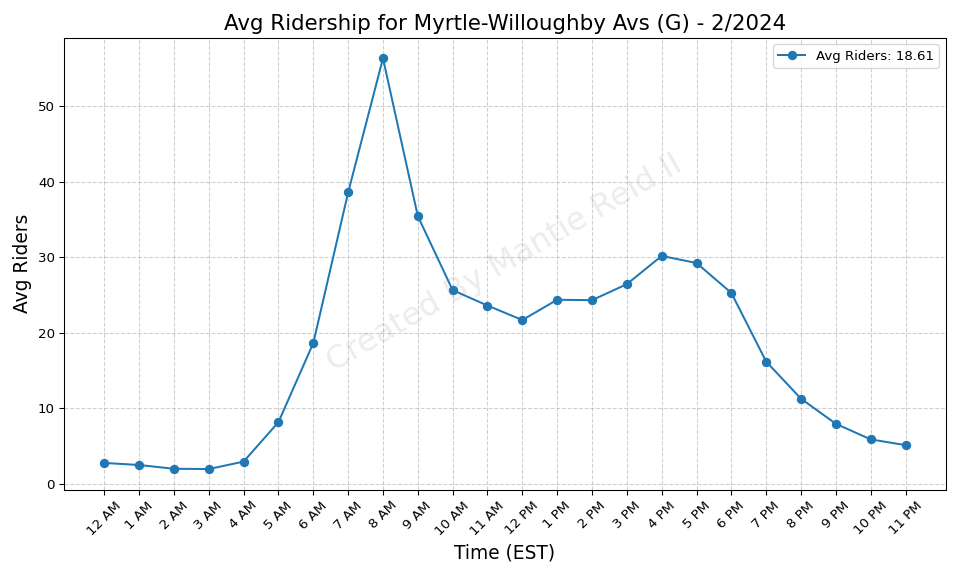 Avg Ridership for Myrtle-Willoughby Avs (G) - 2/2024
Avg Riders: 18.61
Avg Riders
50
40
30
20
10
0
Created By Mantie Reid II
12 AM
1 AM
2 AM
3 AM
4 AM
5 AM
6 AM
7 AM
8 AM
9 AM
10 AM
11 AM
12 PM
1 PM
2 PM
3 PM
4 PM
5 PM
6 PM
7 PM
8 PM
9 PM
10 PM
11 PM
Time (EST)